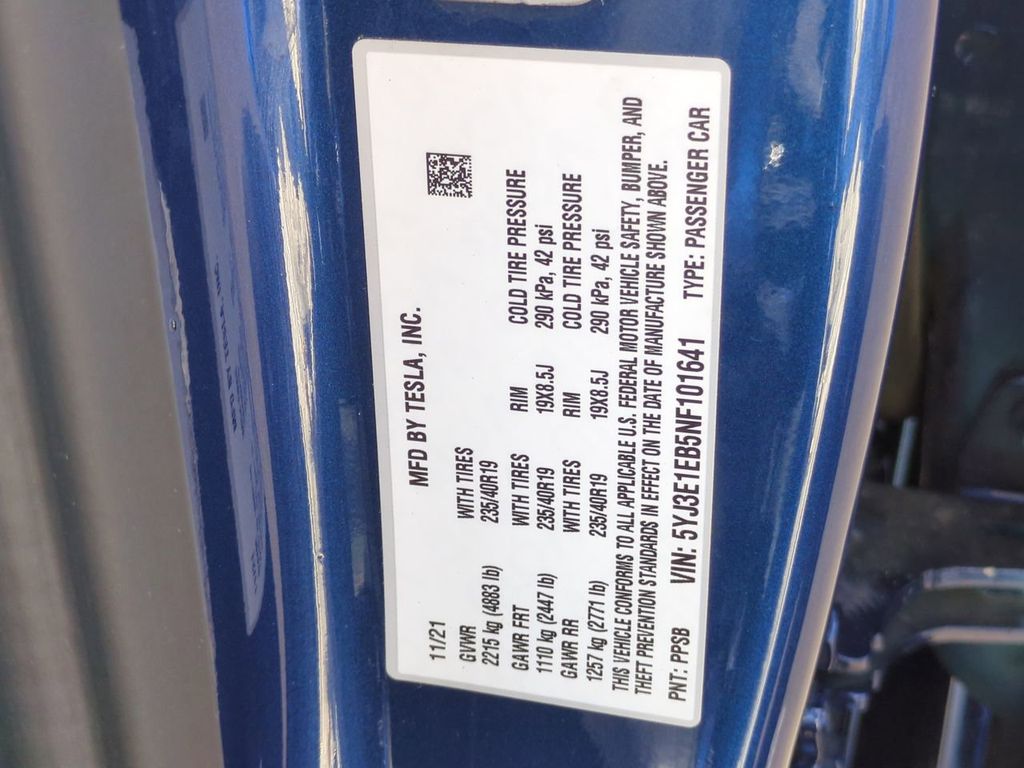 11/21 MFD BY TESLA, INC.
GVWR WITH TIRES RIM COLD TIRE PRESSURE
2215 kg (4883 lb) 235/40R19 19X8.5J 290 kPa, 42 psi
GAWR FRT WITH TIRES RIM COLD TIRE PRESSURE
1110 kg (2447 lb) 235/40R19 19X8.5J 290 kPa, 42 psi
GAWR RR WITH TIRES
1257 kg (2771 lb) 235/40R19
THIS VEHICLE CONFORMS TO ALL APPLICABLE U.S. FEDERAL MOTOR VEHICLE SAFETY, BUMPER, AND
THEFT PREVENTION STANDARDS IN EFFECT ON THE DATE OF MANUFACTURE SHOWN ABOVE.
PNT: PPSB VIN: 5YJ3E1EB5NF101641 TYPE: PASSENGER CAR